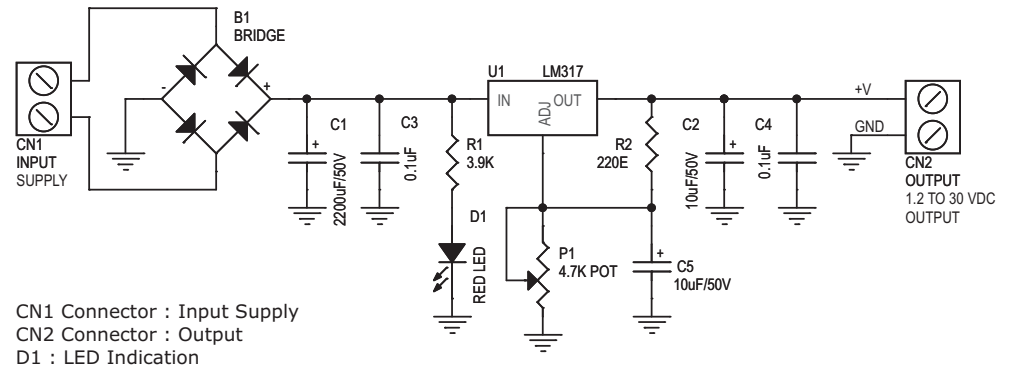 B1
BRIDGE
-
+
CN1
INPUT
SUPPLY
C1
+
2200uF/50V
C3
0.1uF
R1
3.9K
D1
RED LED
U1
LM317
IN
ADJ
OUT
R2
220E
P1
4.7K POT
+
C5
10uF/50V
C2
+
10uF/50V
C4
0.1uF
+V
GND
CN2
OUTPUT
1.2 TO 30 VDC
OUTPUT
CN1 Connector : Input Supply
CN2 Connector : Output
D1 : LED Indication